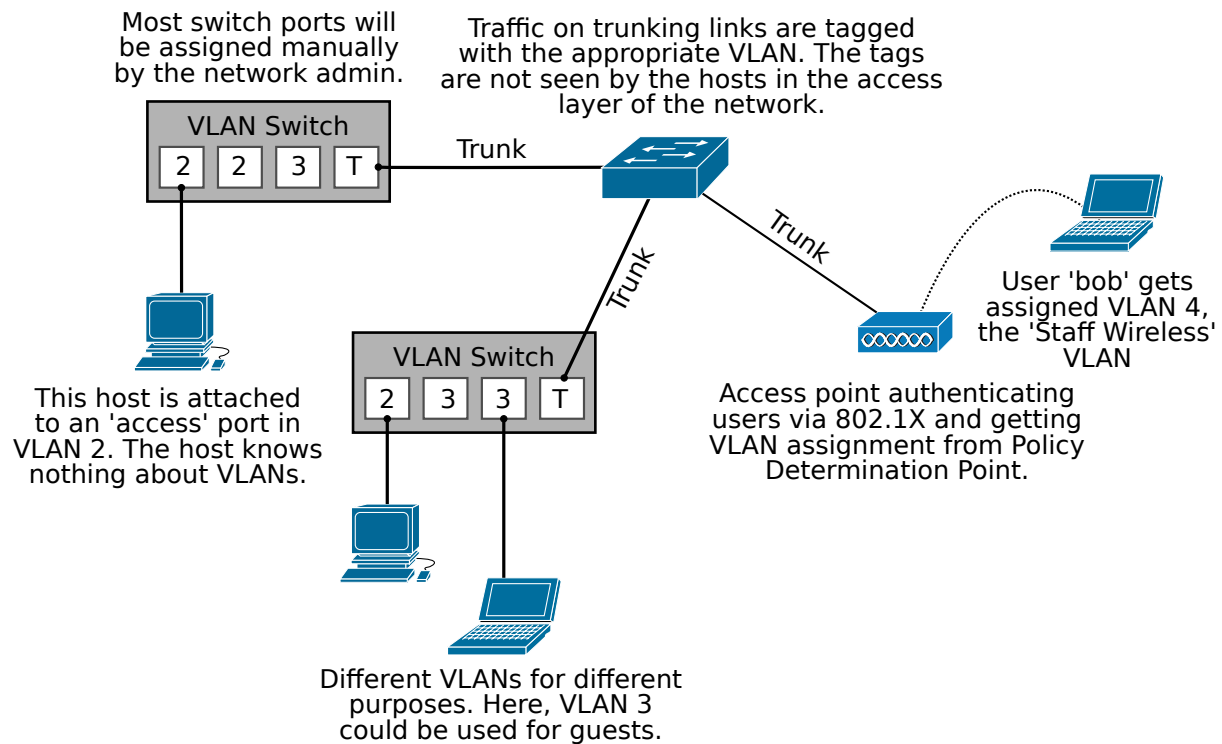 Most switch ports will
be assigned manually
by the network admin.
Traffic on trunking links are tagged
with the appropriate VLAN. The tags
are not seen by the hosts in the access
layer of the network.
VLAN Switch
2 2 3 T
Trunk
Trunk
Trunk
User 'bob' gets
assigned VLAN 4,
the 'Staff Wireless'
VLAN
VLAN Switch
2 3 3 T
This host is attached
to an 'access' port in
VLAN 2. The host knows
nothing about VLANs.
Access point authenticating
users via 802.1X and getting
VLAN assignment from Policy
Determination Point.
Different VLANs for different
purposes. Here, VLAN 3
could be used for guests.